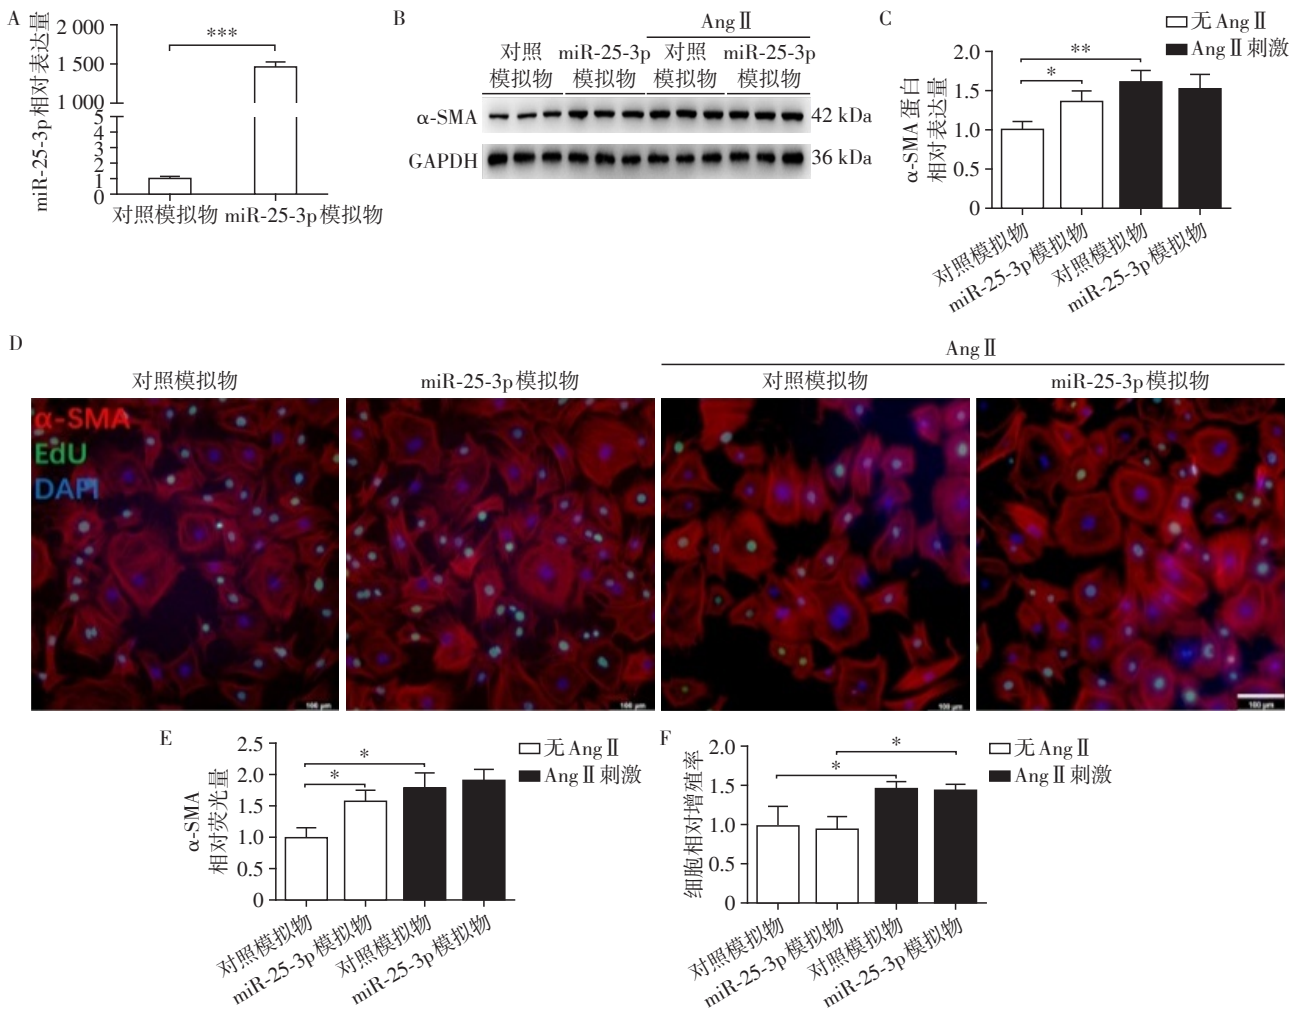 A
miR-25-3p相对表达量
2 000
1 500
1 000
5
4
3
2
1
0
***
对照模拟物
miR-25-3p模拟物
B
AngⅡ
对照
模拟物
miR-25-3p
模拟物
对照
模拟物
miR-25-3p
模拟物
α-SMA
42 kDa
GAPDH
36 kDa
C
无AngⅡ
AngⅡ刺激
α-SMA蛋白
相对表达量
2.0
1.5
1.0
0.5
0
*
**
对照模拟物
miR-25-3p模拟物
对照模拟物
miR-25-3p模拟物
D
AngⅡ
对照模拟物
miR-25-3p模拟物
对照模拟物
miR-25-3p模拟物
α-SMA
EdU
DAPI
100 μm
100 μm
100 μm
100 μm
E
α-SMA
相对荧光量
2.5
2.0
1.5
1.0
0.5
0
*
*
无AngⅡ
AngⅡ刺激
对照模拟物
miR-25-3p模拟物
对照模拟物
miR-25-3p模拟物
F
细胞相对增殖率
2.0
1.5
1.0
0.5
0
*
*
无AngⅡ
AngⅡ刺激
对照模拟物
miR-25-3p模拟物
对照模拟物
miR-25-3p模拟物